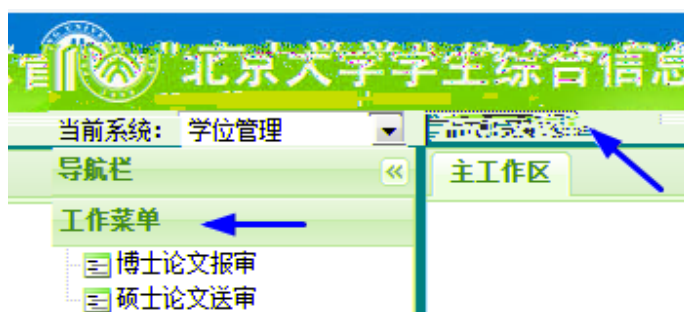 北京大学学生综合信息
当前系统： 学位管理
导航栏
主工作区
工作菜单
博士论文报审
硕士论文送审